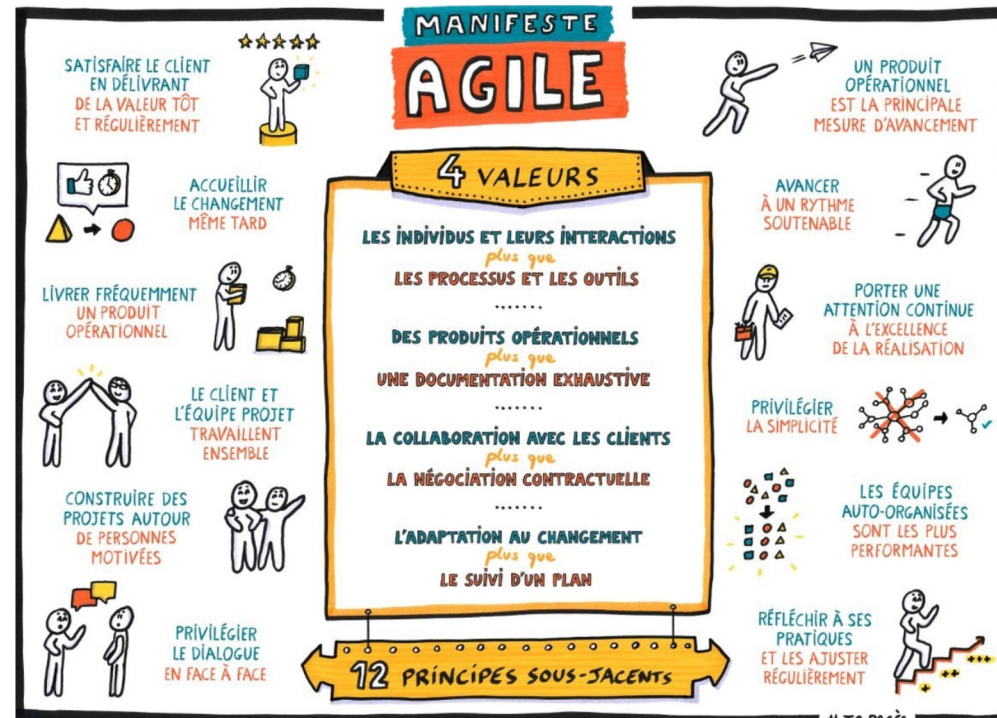 MANIFESTE
AGILE
SATISFAIRE LE CLIENT
EN DÉLIVRANT
DE LA VALEUR TÔT
ET RÉGULIÈREMENT
ACCUEILLIR
LE CHANGEMENT
MÊME TARD
LIVRER FRÉQUEMMENT
UN PRODUIT
OPÉRATIONNEL
LE CLIENT ET
L'ÉQUIPE PROJET
TRAVAILLENT
ENSEMBLE
CONSTRUIRE DES
PROJETS AUTOUR
DE PERSONNES
MOTIVÉES
PRIVILÉGIER
LE DIALOGUE
EN FACE À FACE
4 VALEURS
LES INDIVIDUS ET LEURS INTERACTIONS
plus que
LES PROCESSUS ET LES OUTILS
.......
DES PRODUITS OPÉRATIONNELS
plus que
UNE DOCUMENTATION EXHAUSTIVE
.......
LA COLLABORATION AVEC LES CLIENTS
plus que
LA NÉGOCIATION CONTRACTUELLE
.......
L'ADAPTATION AU CHANGEMENT
plus que
LE SUIVI D'UN PLAN
12 PRINCIPES SOUS-JACENTS
UN PRODUIT
OPÉRATIONNEL
EST LA PRINCIPALE
MESURE D'AVANCEMENT
AVANCER
À UN RYTHME
SOUTENABLE
PORTER UNE
ATTENTION CONTINUE
À L'EXCELLENCE
DE LA RÉALISATION
PRIVILÉGIER
LA SIMPLICITÉ
LES ÉQUIPES
AUTO-ORGANISÉES
SONT LES PLUS
PERFORMANTES
RÉFLÉCHIR À SES
PRATIQUES
ET LES AJUSTER
RÉGULIÈREMENT
+ ++ +++